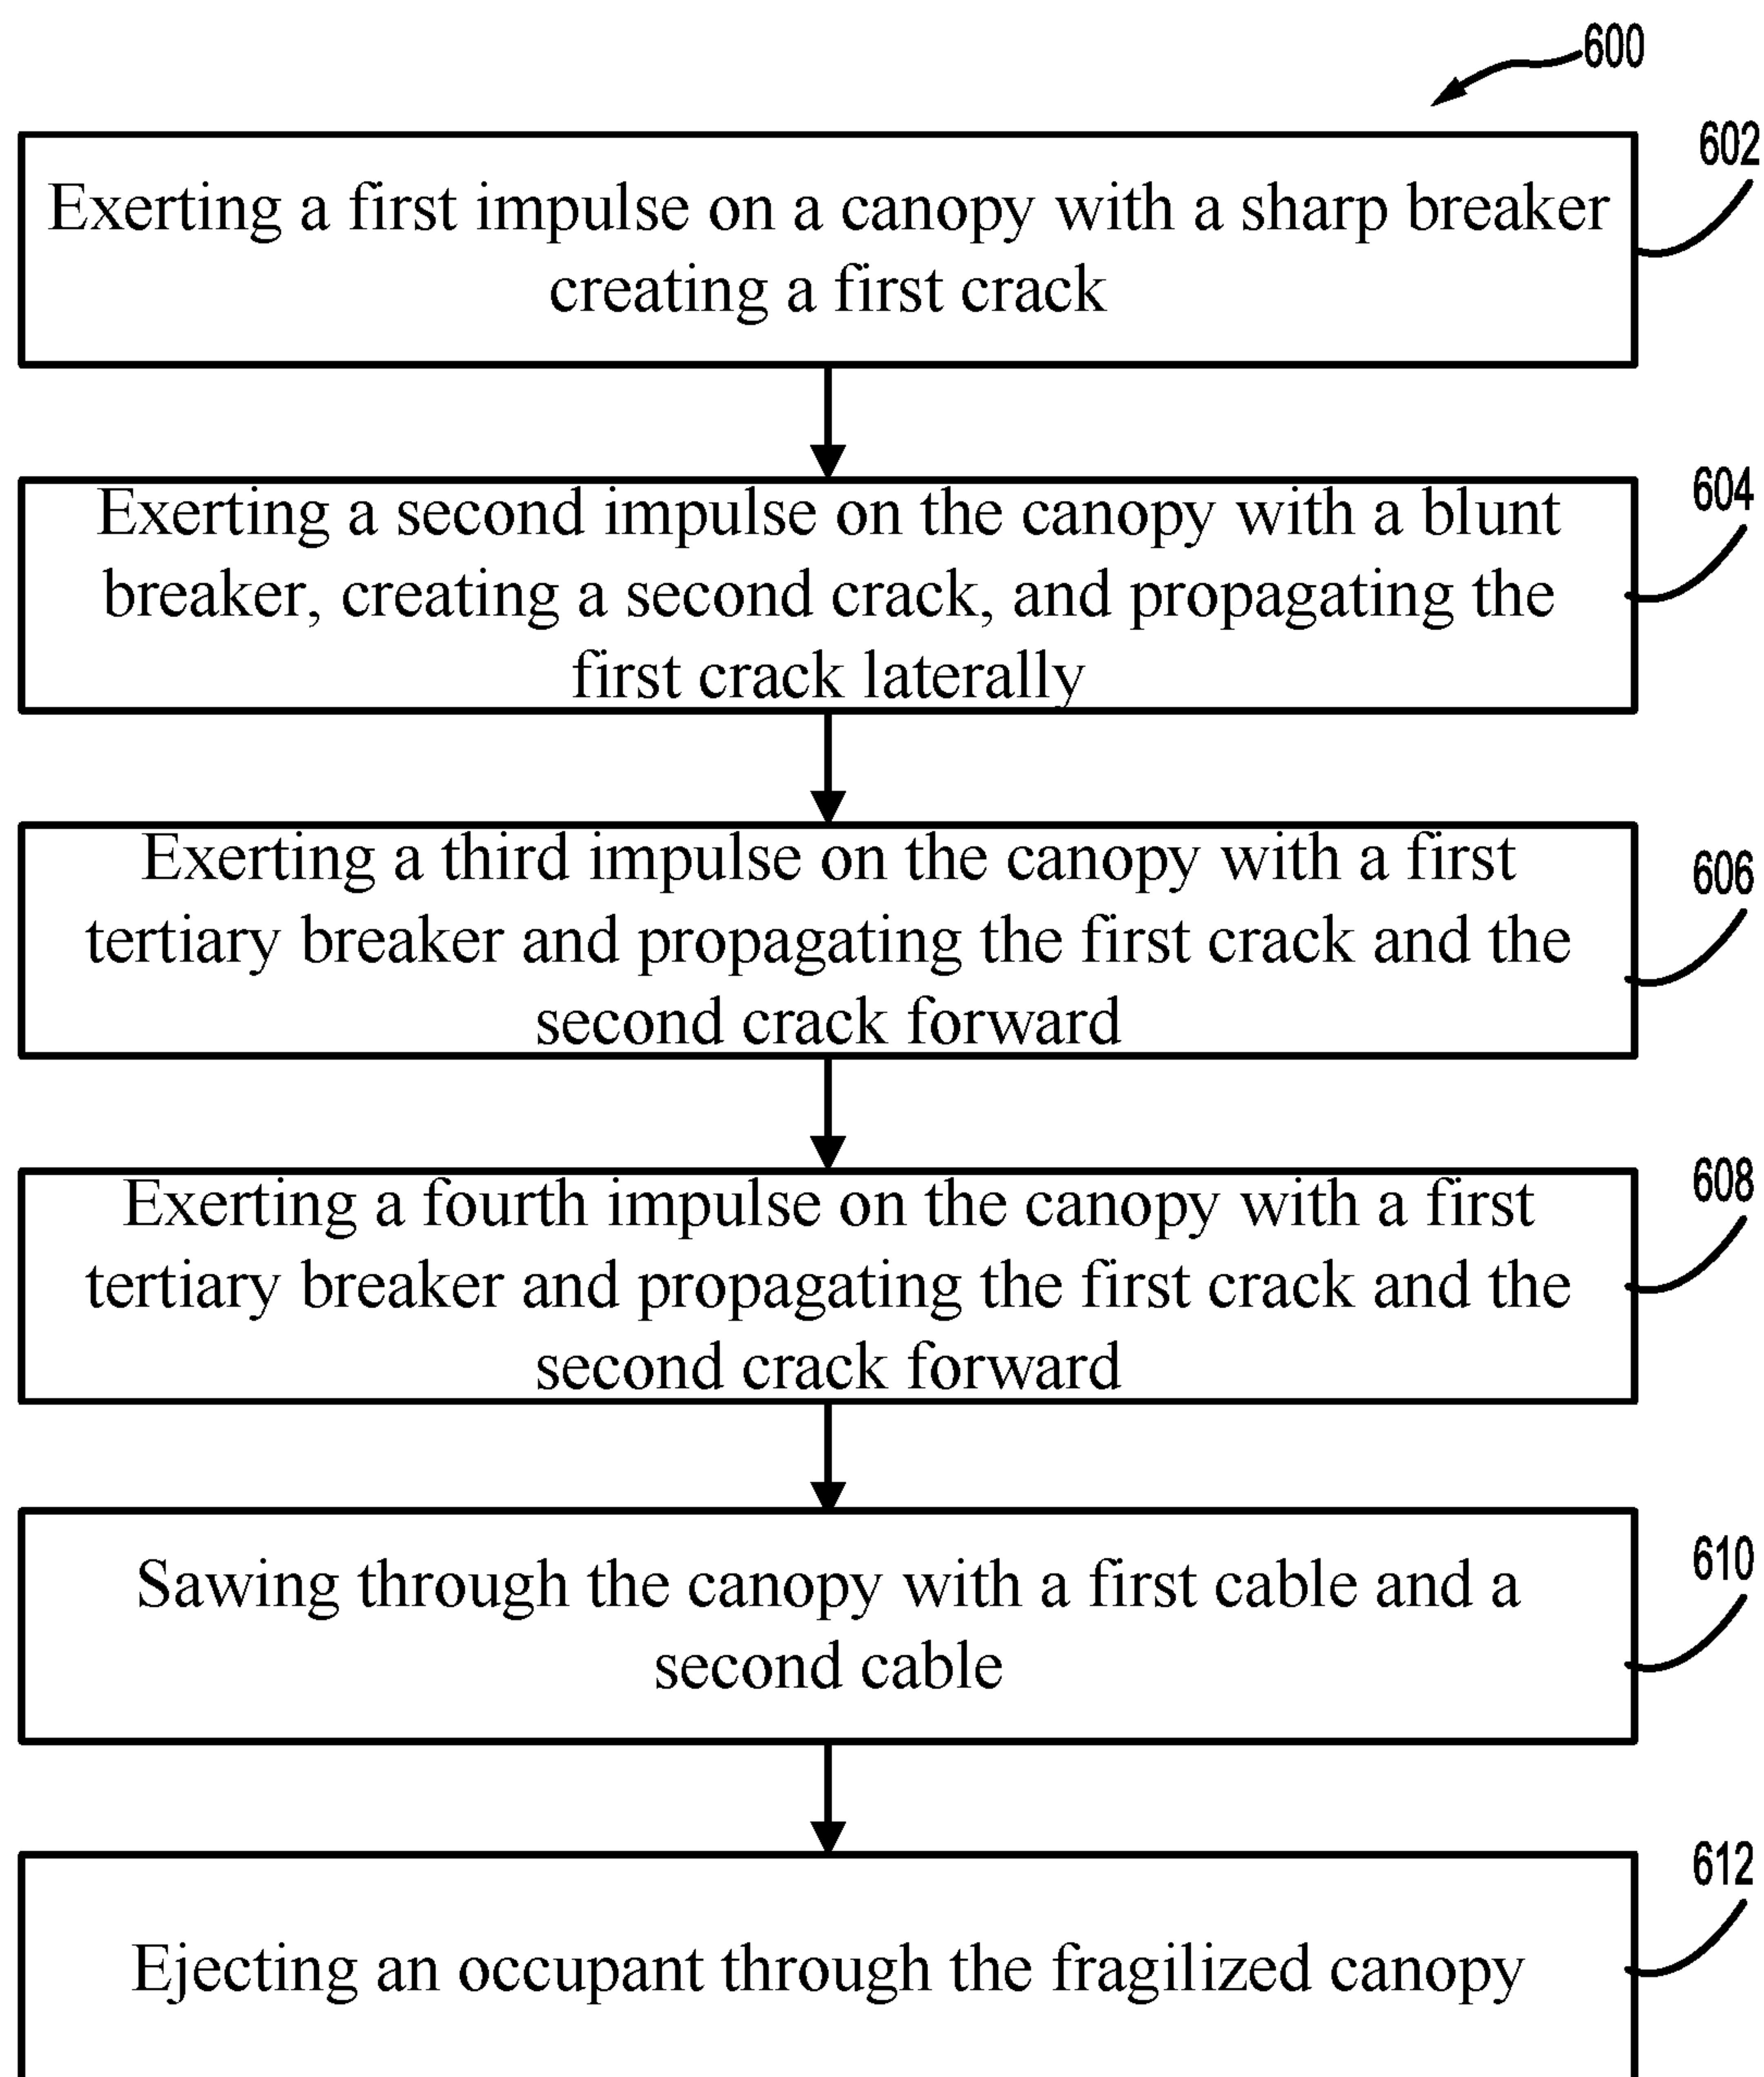 600
602
Exerting a first impulse on a canopy with a sharp breaker
creating a first crack
604
Exerting a second impulse on the canopy with a blunt
breaker, creating a second crack, and propagating the
first crack laterally
606
Exerting a third impulse on the canopy with a first
tertiary breaker and propagating the first crack and the
second crack forward
608
Exerting a fourth impulse on the canopy with a first
tertiary breaker and propagating the first crack and the
second crack forward
610
Sawing through the canopy with a first cable and a
second cable
612
Ejecting an occupant through the fragilized canopy